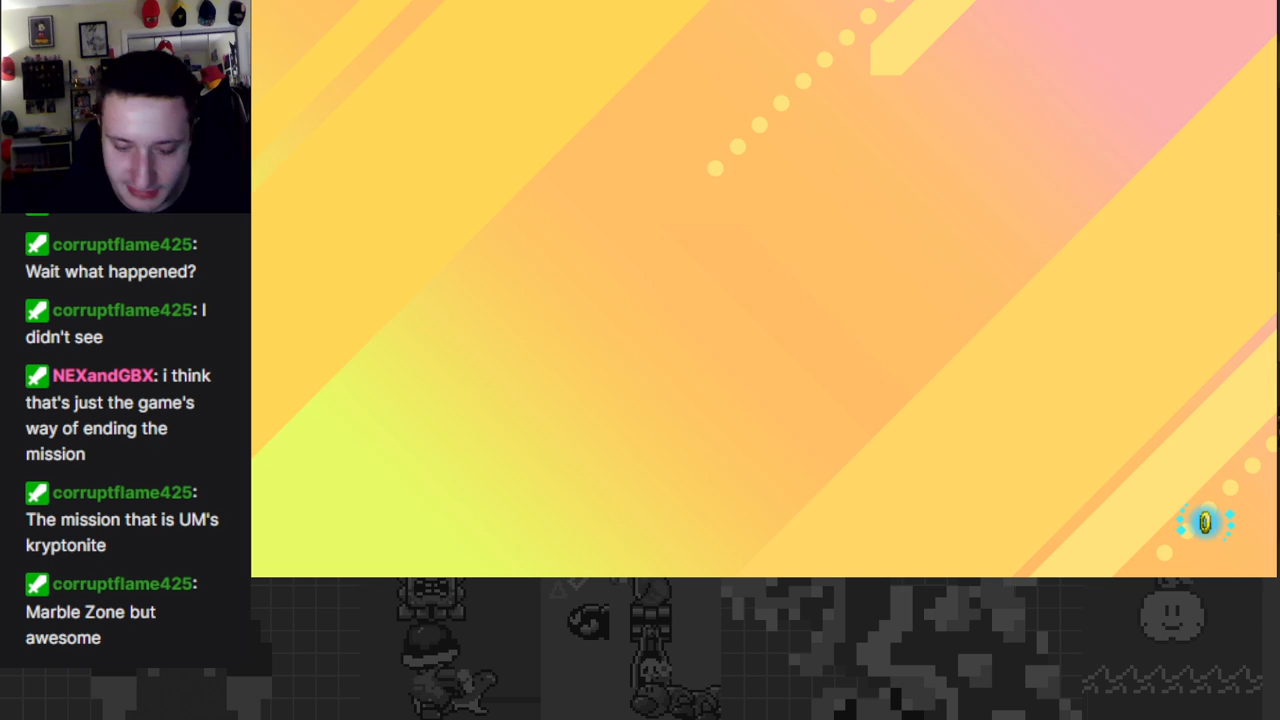 corruptflame425:
Wait what happened?
corruptflame425: I
didn't see
NEXandGBX: i think
that's just the game's
way of ending the
mission
corruptflame425:
The mission that is UM's
kryptonite
corruptflame425:
Marble Zone but
awesome